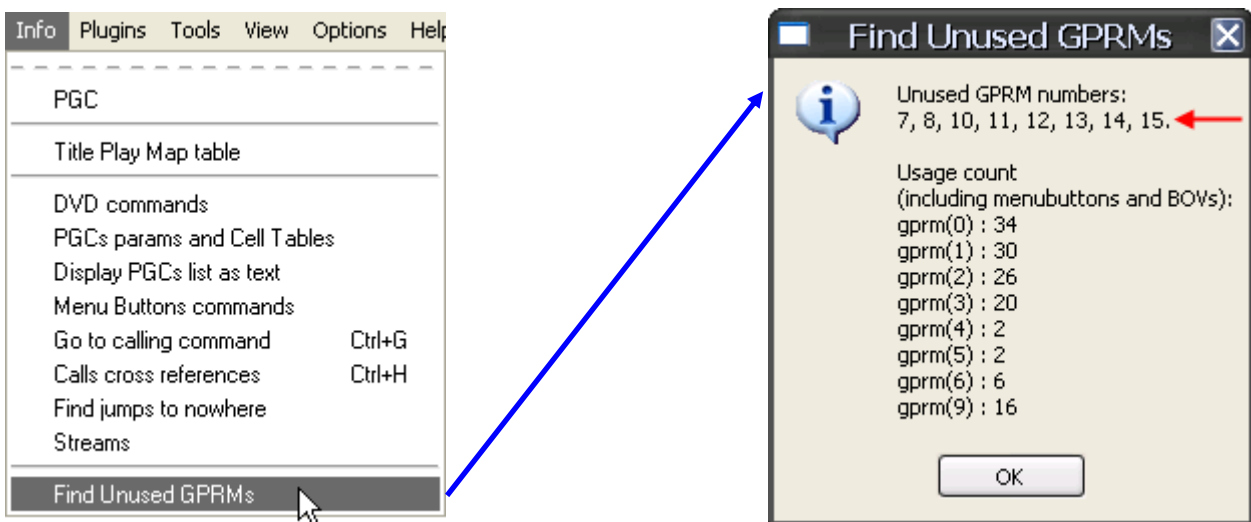 Info Plugins Tools View Options Help
PGC
Title Play Map table
DVD commands
PGCs params and Cell Tables
Display PGCs list as text
Menu Buttons commands
Go to calling command Ctrl+G
Calls cross references Ctrl+H
Find jumps to nowhere
Streams
Find Unused GPRMs
Find Unused GPRMs
Unused GPRM numbers:
7, 8, 10, 11, 12, 13, 14, 15.
Usage count
(including menubuttons and BOVs):
gprm(0) : 34
gprm(1) : 30
gprm(2) : 26
gprm(3) : 20
gprm(4) : 2
gprm(5) : 2
gprm(6) : 6
gprm(9) : 16
OK